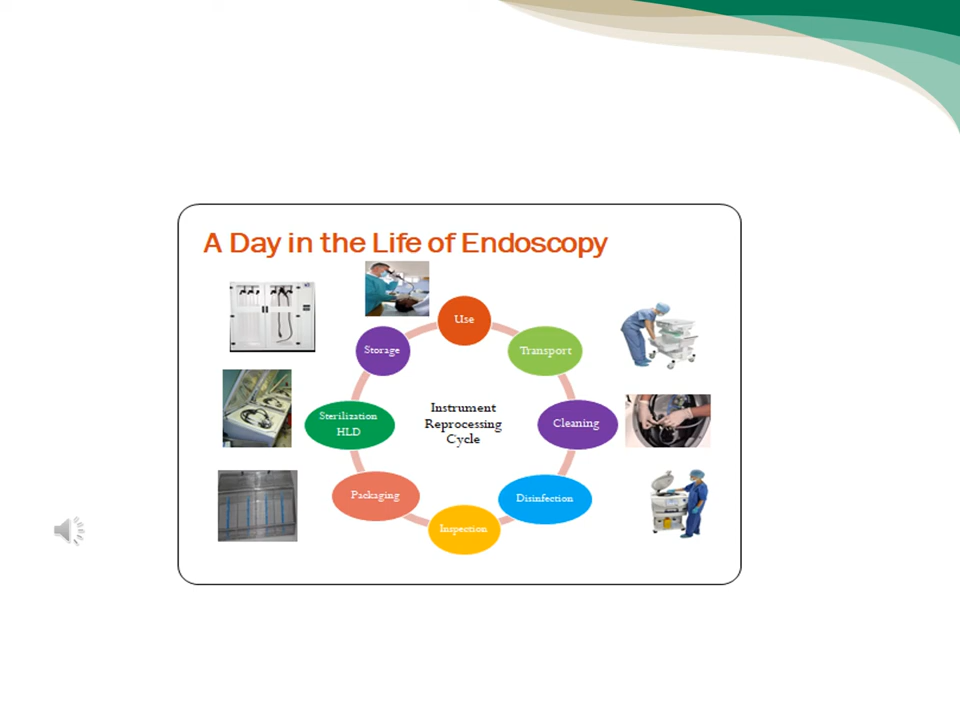 A Day in the Life of Endoscopy
Use
Transport
Cleaning
Disinfection
Inspection
Packaging
Sterilization
HLD
Storage
Instrument
Reprocessing
Cycle